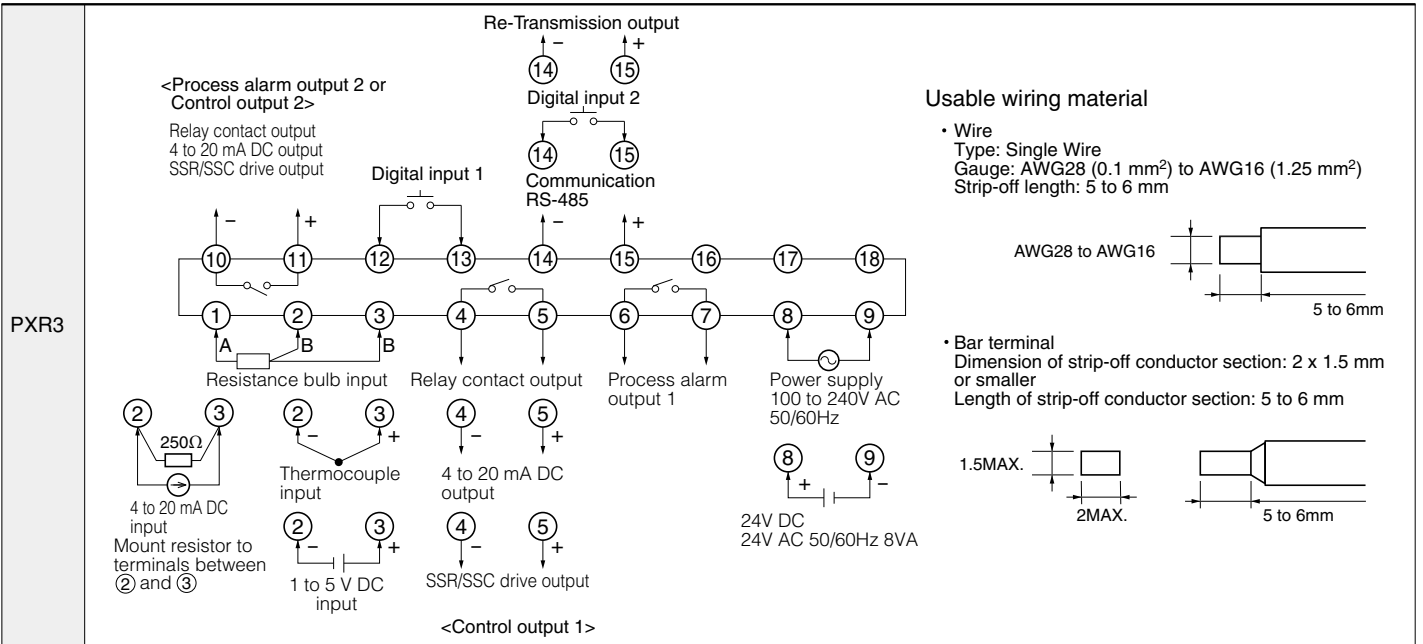 PXR3
Re-Transmission output
− +
14 15
Digital input 2
14 15
Communication
RS-485
− +
<Process alarm output 2 or
Control output 2>
Relay contact output
4 to 20 mA DC output
SSR/SSC drive output
− +
Digital input 1
10 11 12 13 14 15 16 17 18
1 2 3 4 5 6 7 8 9
A B B
Resistance bulb input
Relay contact output
Process alarm
output 1
Power supply
100 to 240V AC
50/60Hz
2 3
250Ω
4 to 20 mA DC
input
Mount resistor to
terminals between
2 and 3
2 3
− +
Thermocouple
input
2 3
− +
1 to 5 V DC
input
4 5
− +
4 to 20 mA DC
output
4 5
− +
SSR/SSC drive output
<Control output 1>
8 9
+ −
24V DC
24V AC 50/60Hz 8VA
Usable wiring material
• Wire
Type: Single Wire
Gauge: AWG28 (0.1 mm²) to AWG16 (1.25 mm²)
Strip-off length: 5 to 6 mm
AWG28 to AWG16
5 to 6mm
• Bar terminal
Dimension of strip-off conductor section: 2 x 1.5 mm
or smaller
Length of strip-off conductor section: 5 to 6 mm
1.5MAX.
2MAX.
5 to 6mm